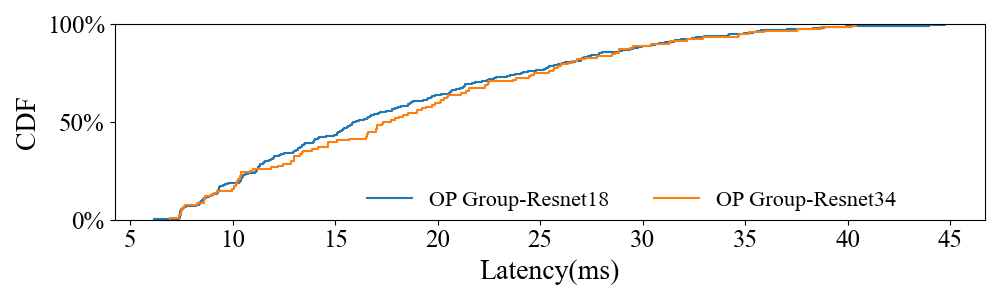 100%
50%
0%
CDF
OP Group-Resnet18
OP Group-Resnet34
5 10 15 20 25 30 35 40 45
Latency(ms)